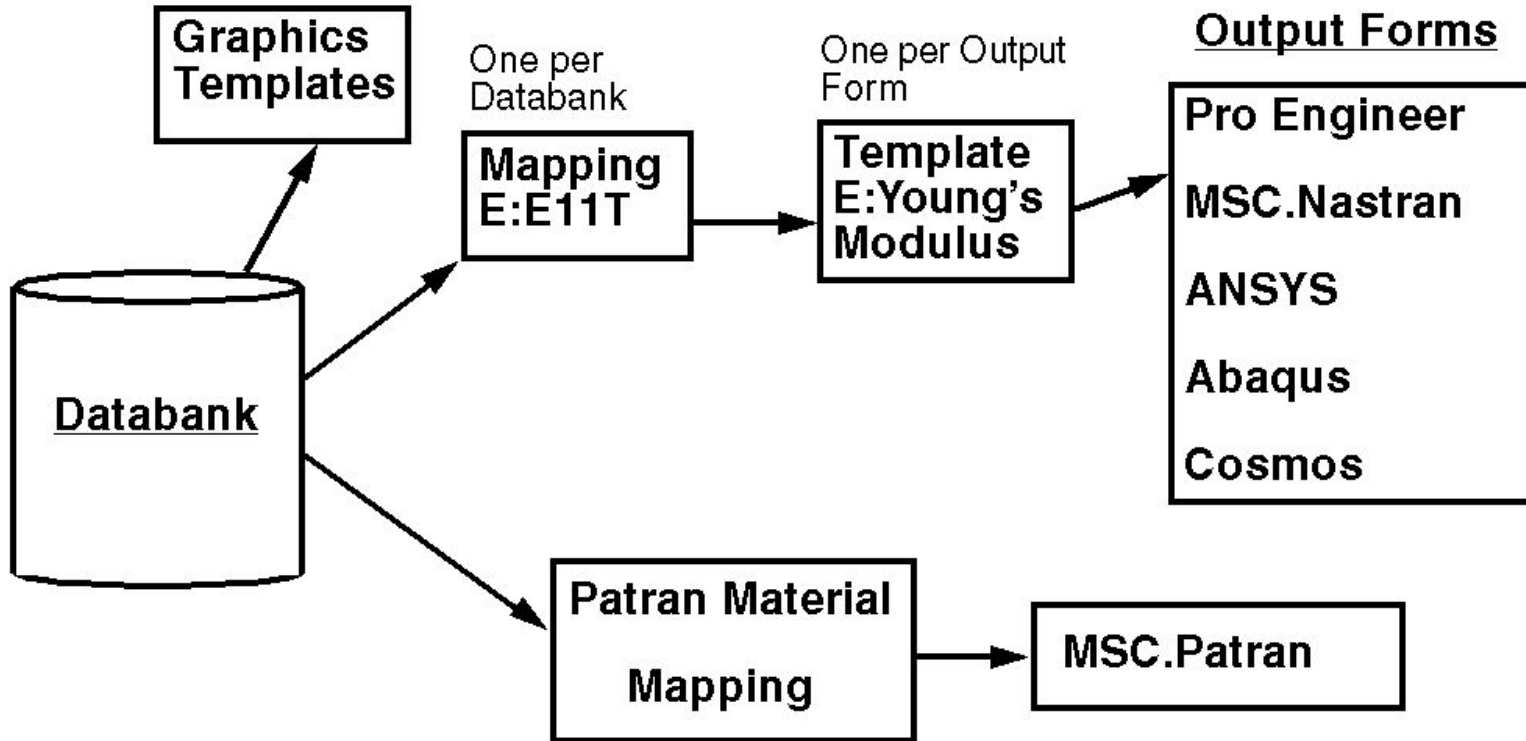 Graphics
Templates
One per
Databank
One per Output
Form
Output Forms
Mapping
E:E11T
Template
E:Young's
Modulus
Pro Engineer
MSC.Nastran
ANSYS
Abaqus
Cosmos
Databank
Patran Material
Mapping
MSC.Patran